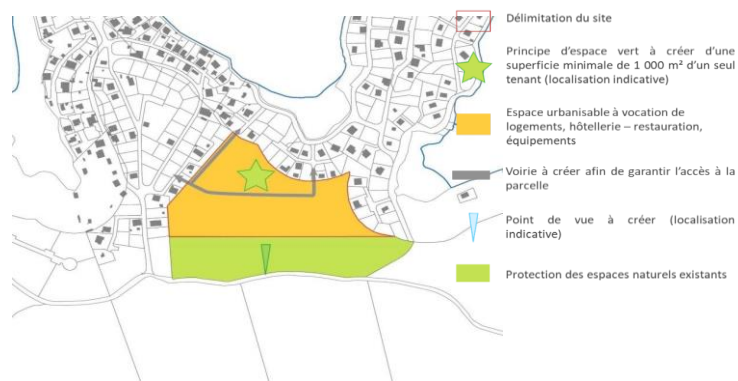 Délimitation du site
Principe d'espace vert à créer d'une
superficie minimale de 1 000 m² d'un seul
tenant (localisation indicative)
Espace urbanisable à vocation de
logements, hôtellerie – restauration,
équipements
Voirie à créer afin de garantir l'accès à la
parcelle
Point de vue à créer (localisation
indicative)
Protection des espaces naturels existants